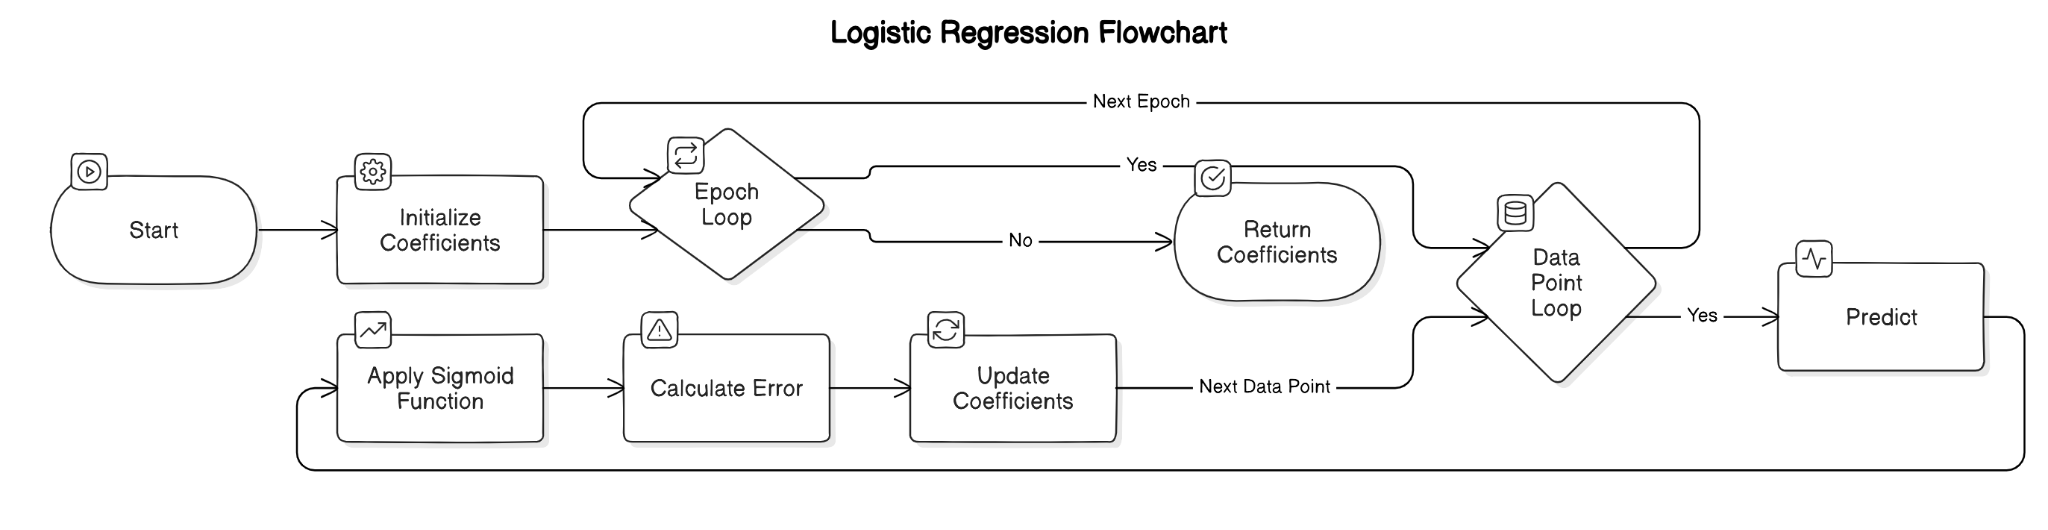 Logistic Regression Flowchart
Next Epoch
Start
Initialize
Coefficients
Epoch
Loop
Yes
No
Return
Coefficients
Data
Point
Loop
Yes
Predict
Apply Sigmoid
Function
Calculate Error
Update
Coefficients
Next Data Point